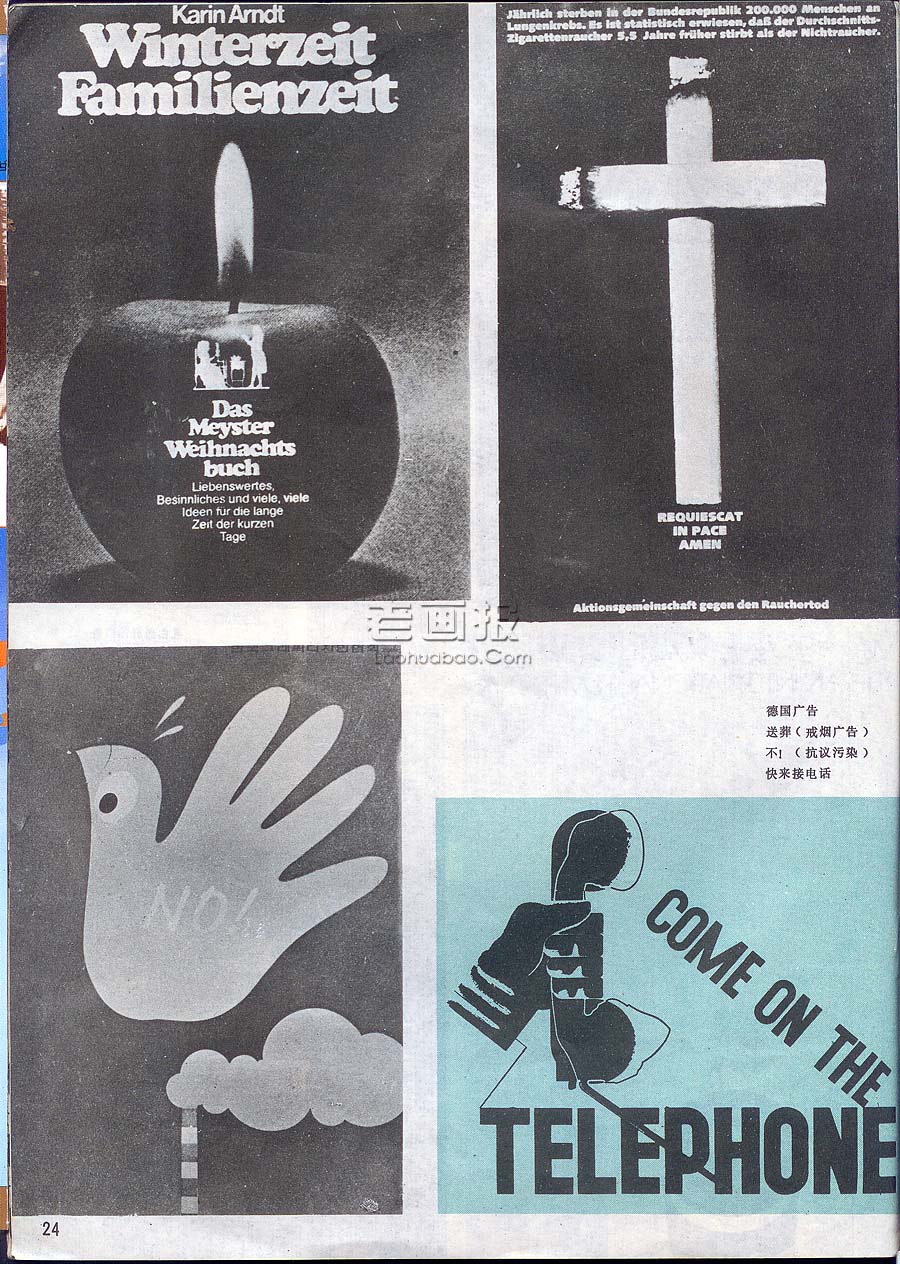 Karin Arndt
Winterzeit
Familienzeit
Das
Meyster
Weihnachts
buch
Liebenswertes,
Besinnliches und viele, viele
Ideen für die lange
Zeit der kurzen
Tage
Jährlich sterben in der Bundesrepublik 200.000 Menschen an
Lungenkrebs. Es ist statistisch erwiesen, daß der Durchschnitts-
Zigarettenraucher 5,5 Jahre früher stirbt als der Nichtraucher.
REQUIESCAT
IN PACE
AMEN
Aktionsgemeinschaft gegen den Rauchertod
老画报
Laohuabao.Com
NO!
德国广告
送葬（戒烟广告）
不!（抗议污染）
快来接电话
COME ON THE
TELEPHONE
24